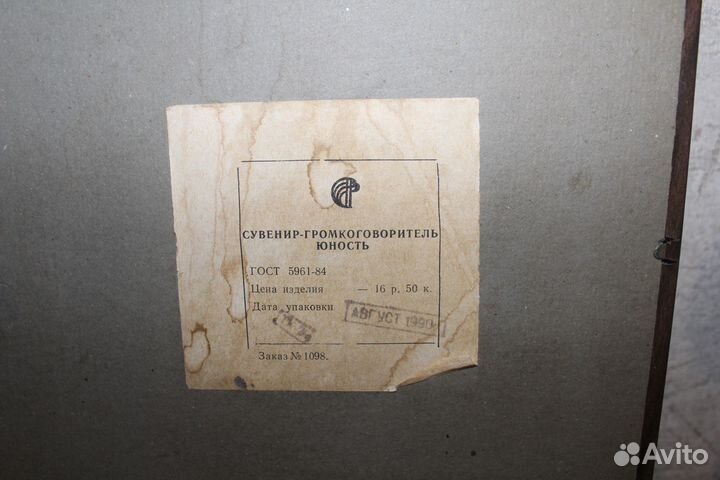 СУВЕНИР-ГРОМКОГОВОРИТЕЛЬ
ЮНОСТЬ
ГОСТ 5961-84
Цена изделия — 16 р. 50 к.
Дата упаковки
АВГУСТ 1990
Заказ № 1098.
Avito